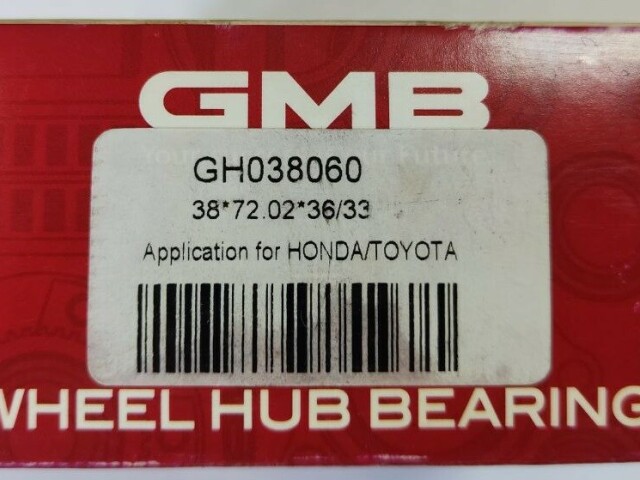 GMB
GH038060
38*72.02*36/33
Application for HONDA/TOYOTA
WHEEL HUB BEARING